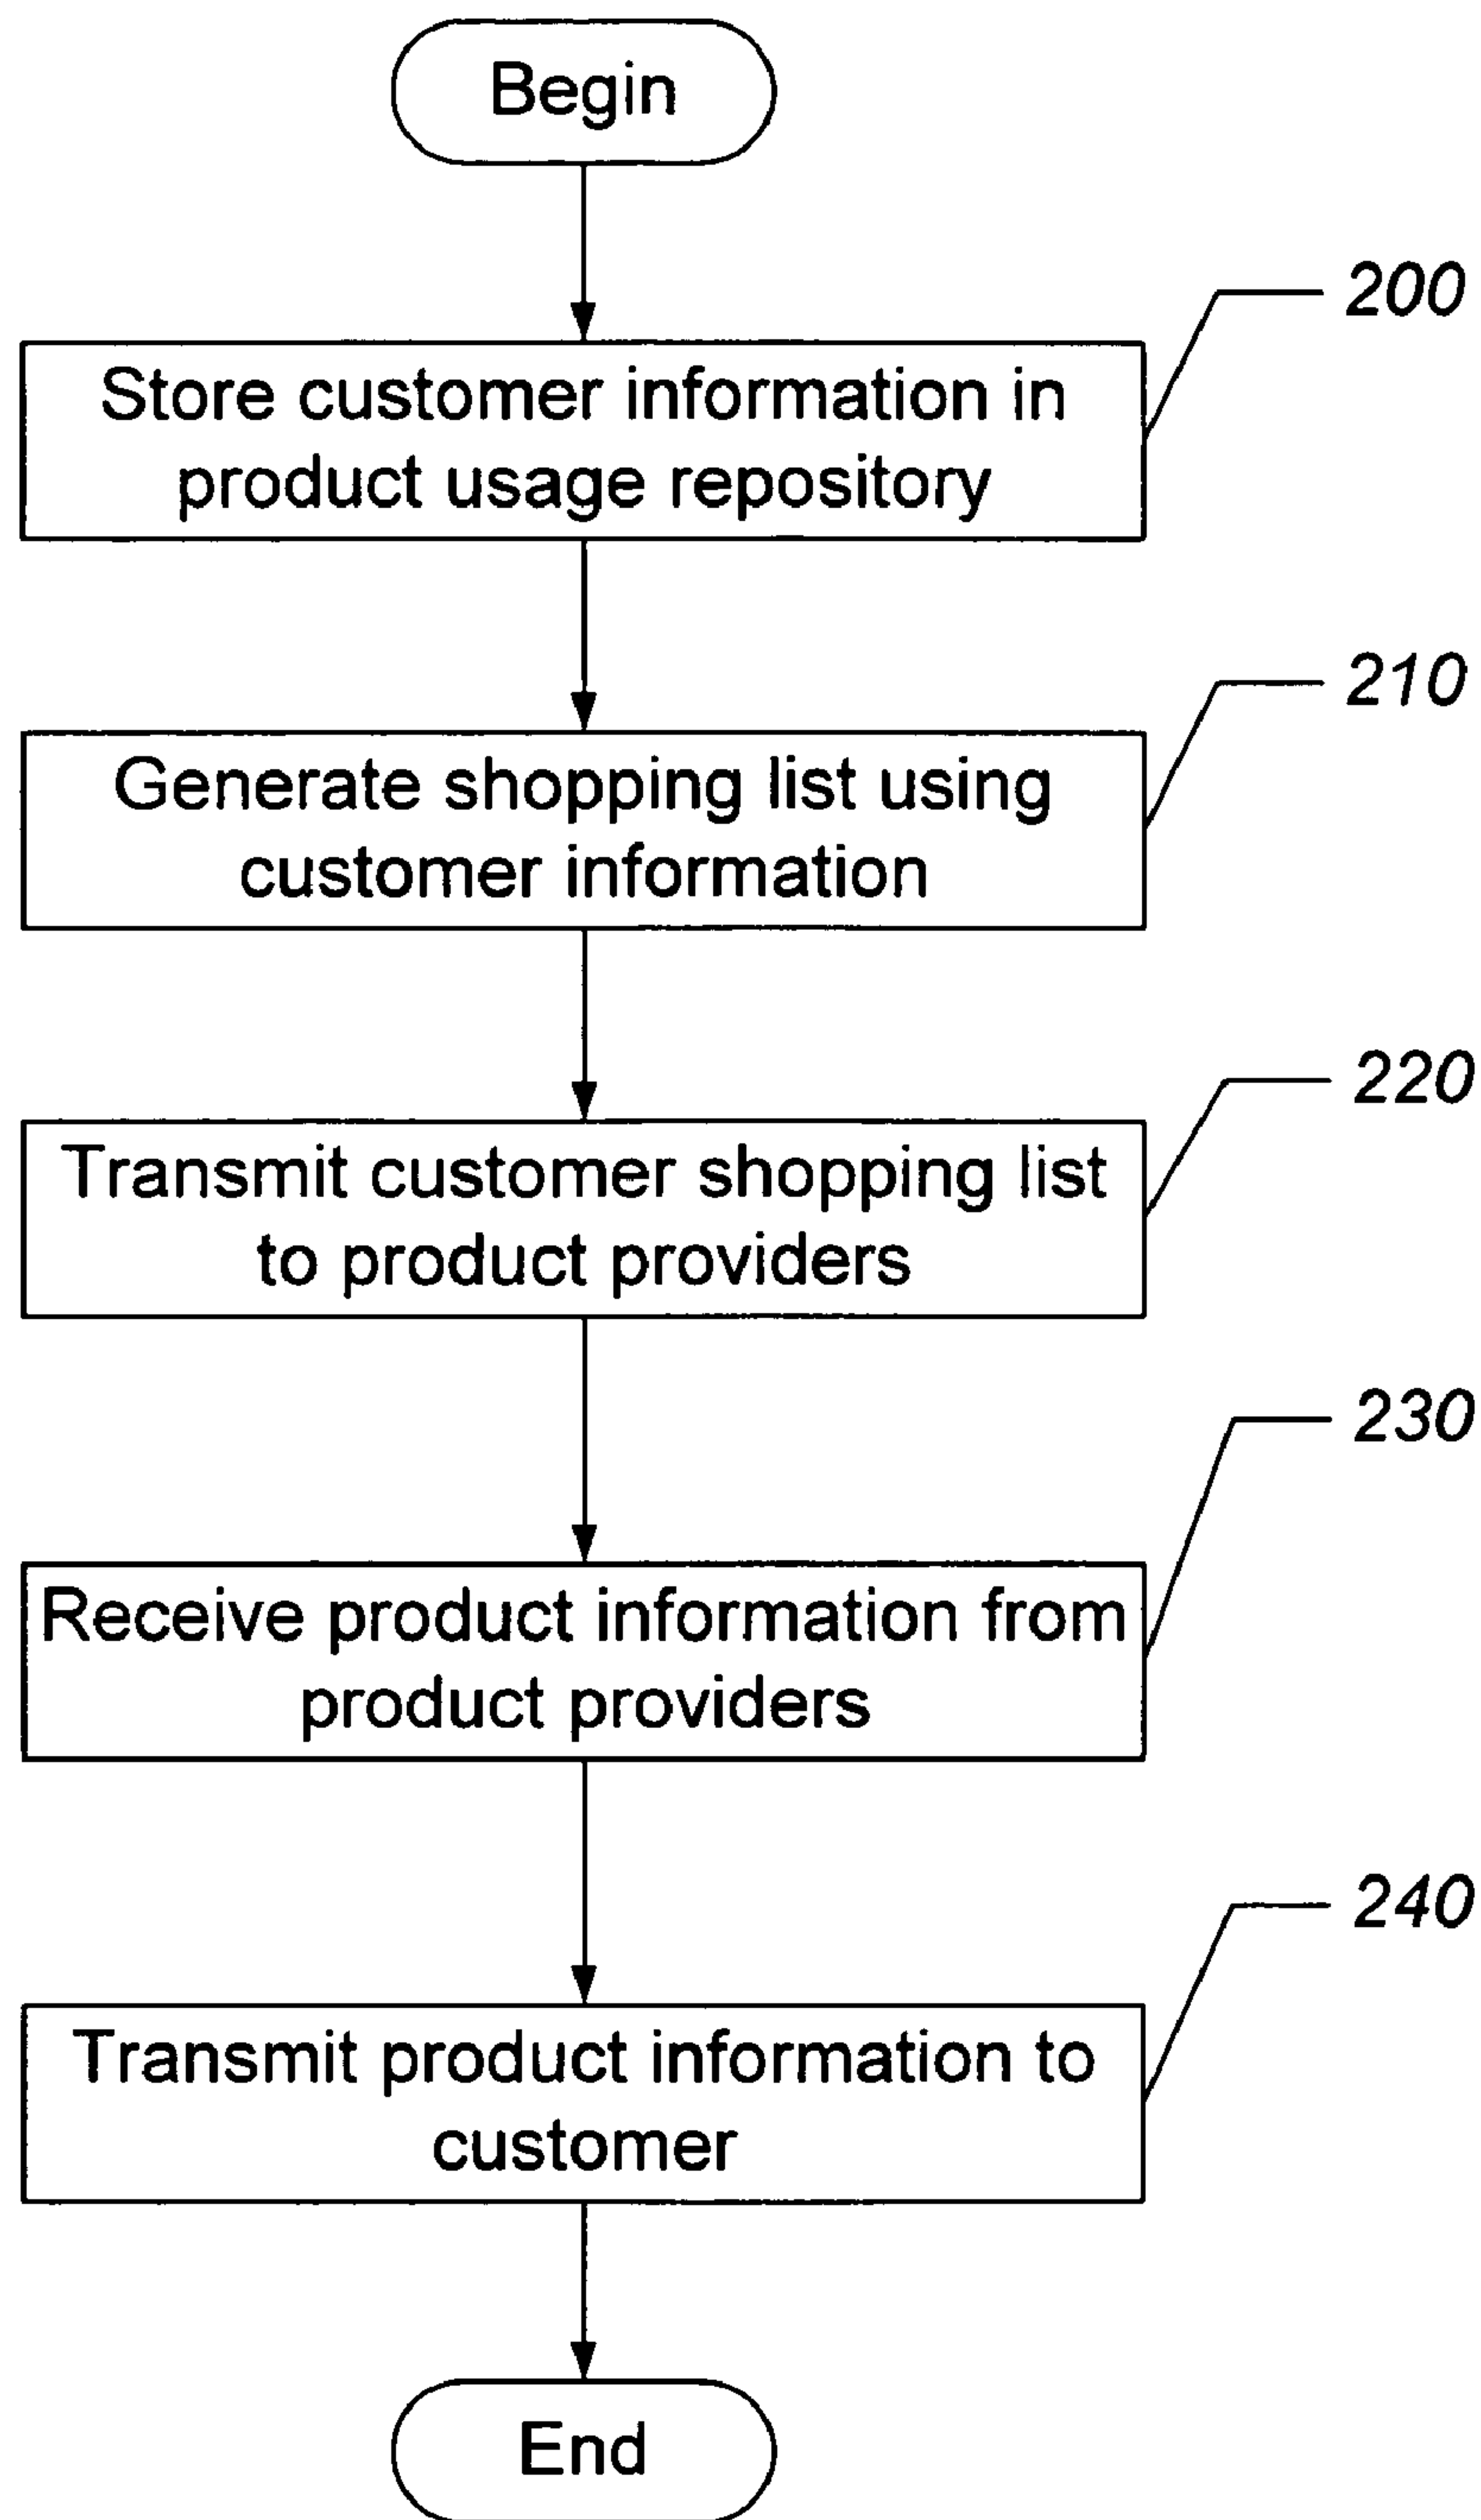 Begin
200
Store customer information in
product usage repository
210
Generate shopping list using
customer information
220
Transmit customer shopping list
to product providers
230
Receive product information from
product providers
240
Transmit product information to
customer
End